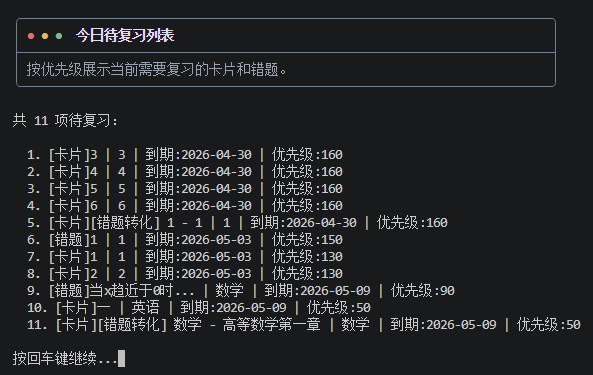 今日待复习列表
按优先级展示当前需要复习的卡片和错题。
共 11 项待复习:
1. [卡片]3 | 3 | 到期:2026-04-30 | 优先级:160
2. [卡片]4 | 4 | 到期:2026-04-30 | 优先级:160
3. [卡片]5 | 5 | 到期:2026-04-30 | 优先级:160
4. [卡片]6 | 6 | 到期:2026-04-30 | 优先级:160
5. [卡片][错题转化] 1 - 1 | 1 | 到期:2026-04-30 | 优先级:160
6. [错题]1 | 1 | 到期:2026-05-03 | 优先级:150
7. [卡片]1 | 1 | 到期:2026-05-03 | 优先级:130
8. [卡片]2 | 2 | 到期:2026-05-03 | 优先级:130
9. [错题]当x趋近于0时... | 数学 | 到期:2026-05-09 | 优先级:90
10. [卡片]一 | 英语 | 到期:2026-05-09 | 优先级:50
11. [卡片][错题转化] 数学 - 高等数学第一章 | 数学 | 到期:2026-05-09 | 优先级:50
按回车键继续...